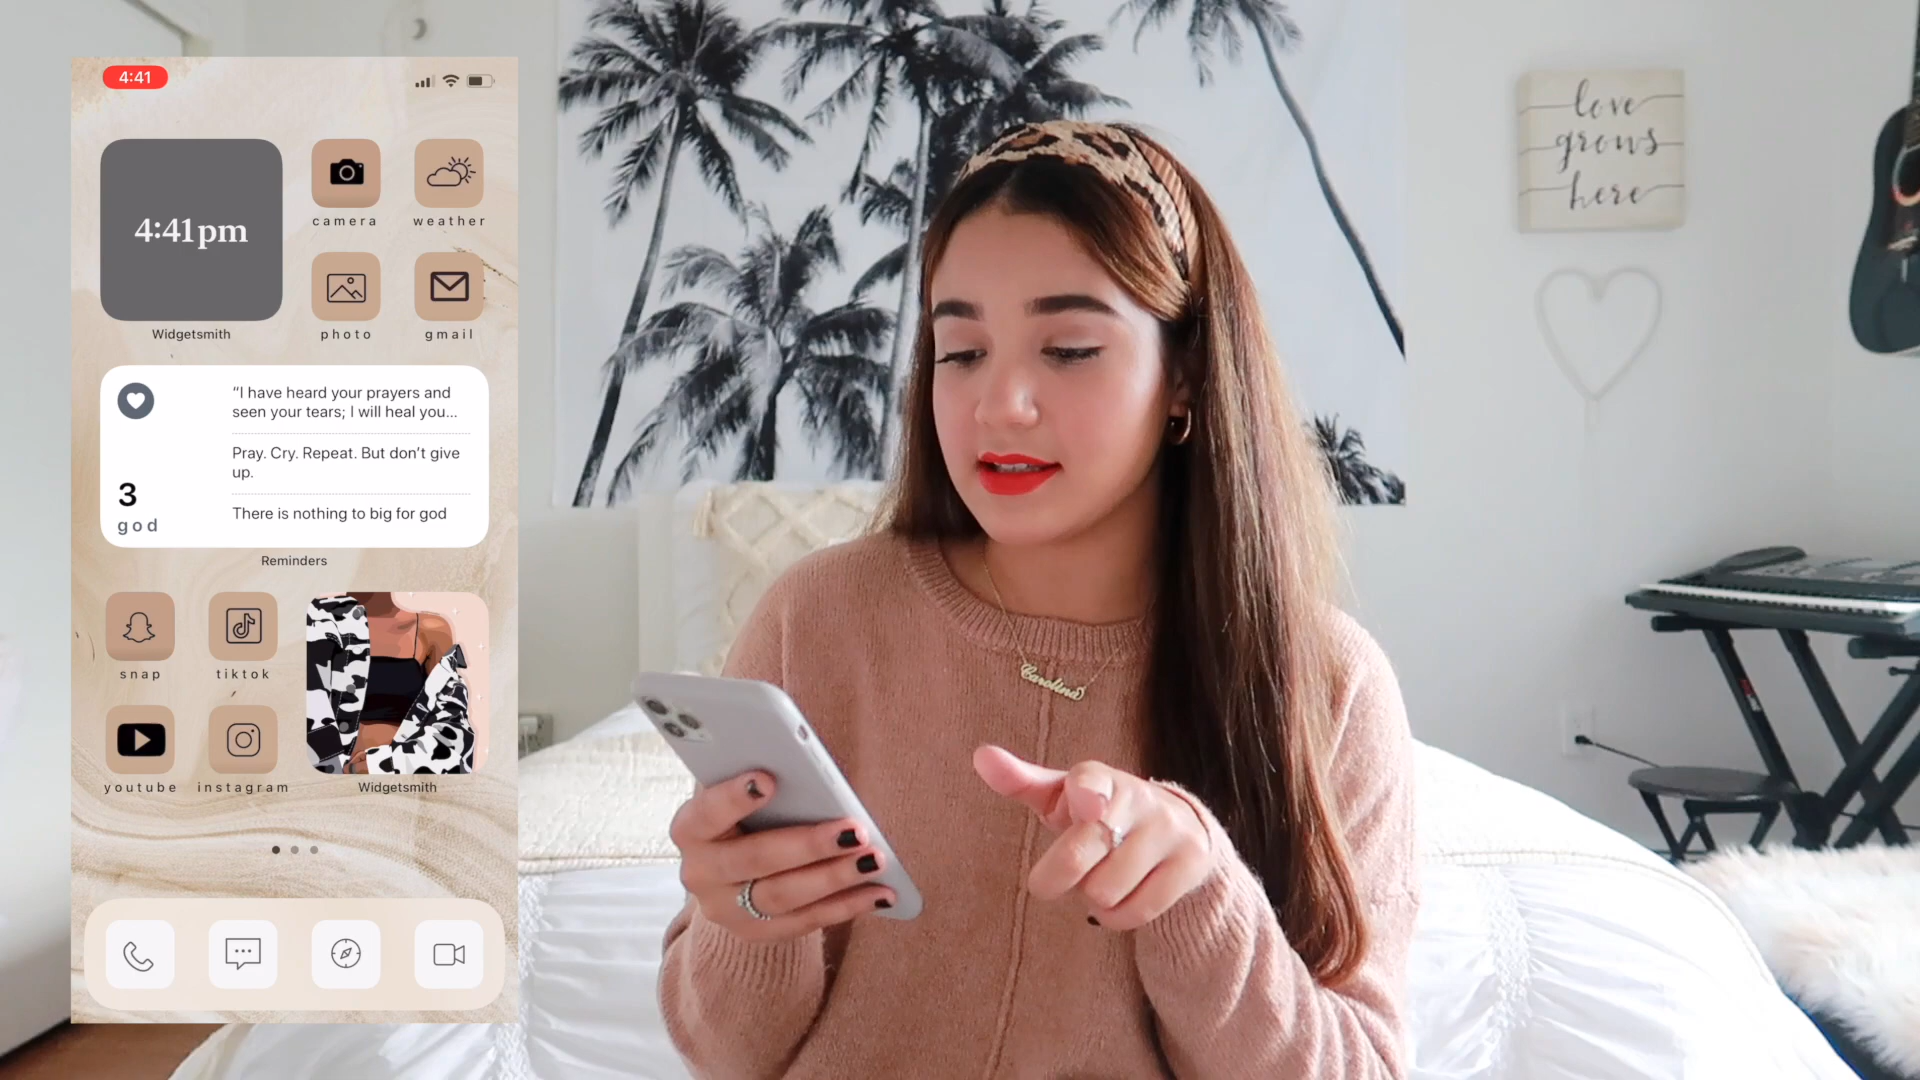 4:41
4:41pm
Widgetsmith
camera
weather
photo
gmail
“I have heard your prayers and
seen your tears; I will heal you...
Pray. Cry. Repeat. But don’t give
up.
There is nothing to big for god
3
god
Reminders
snap
tiktok
youtube
instagram
Widgetsmith
love
grows
here
Carolina